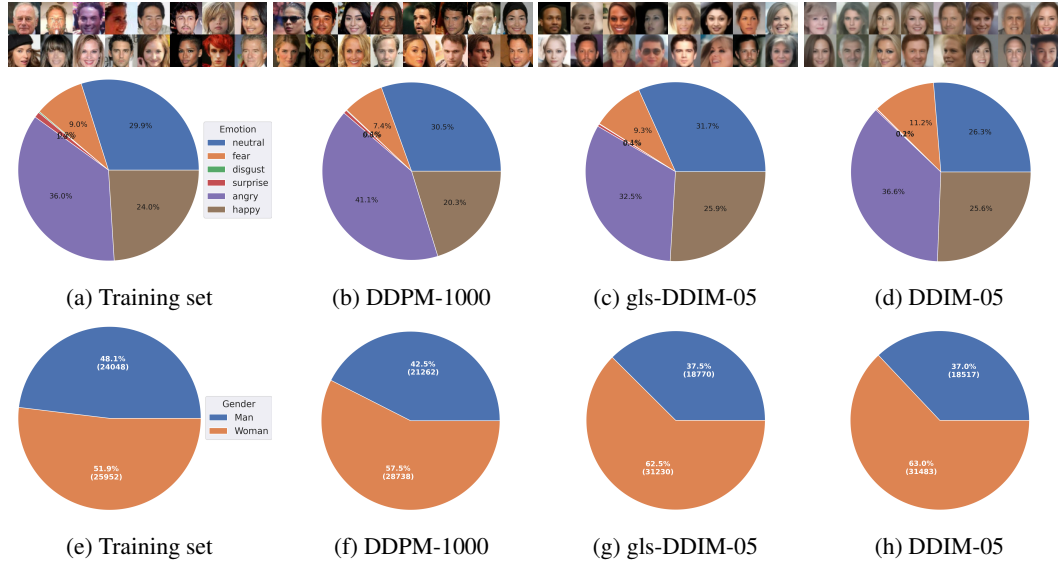 29.9%
9.0%
36.0%
24.0%
Emotion
neutral
fear
disgust
surprise
angry
happy
30.5%
7.4%
41.1%
20.3%
31.7%
9.3%
32.5%
25.9%
26.3%
11.2%
36.6%
25.6%
(a) Training set
(b) DDPM-1000
(c) gls-DDIM-05
(d) DDIM-05
48.1%
(24048)
51.9%
(25952)
Gender
Man
Woman
42.5%
(21262)
57.5%
(28738)
37.5%
(18770)
62.5%
(31230)
37.0%
(18517)
63.0%
(31483)
(e) Training set
(f) DDPM-1000
(g) gls-DDIM-05
(h) DDIM-05